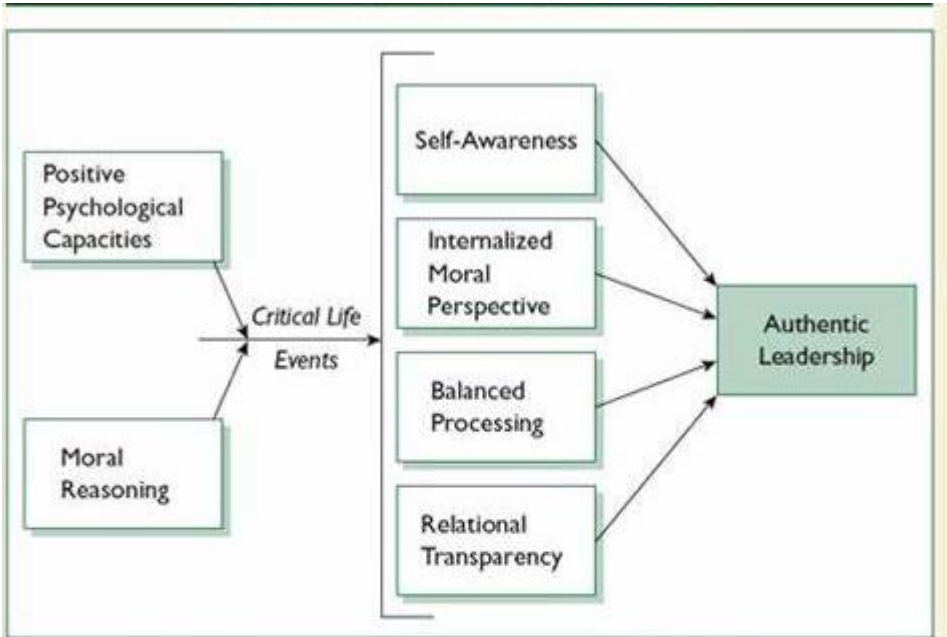 Positive
Psychological
Capacities
Moral
Reasoning
Critical Life
Events
Self-Awareness
Internalized
Moral
Perspective
Balanced
Processing
Relational
Transparency
Authentic
Leadership